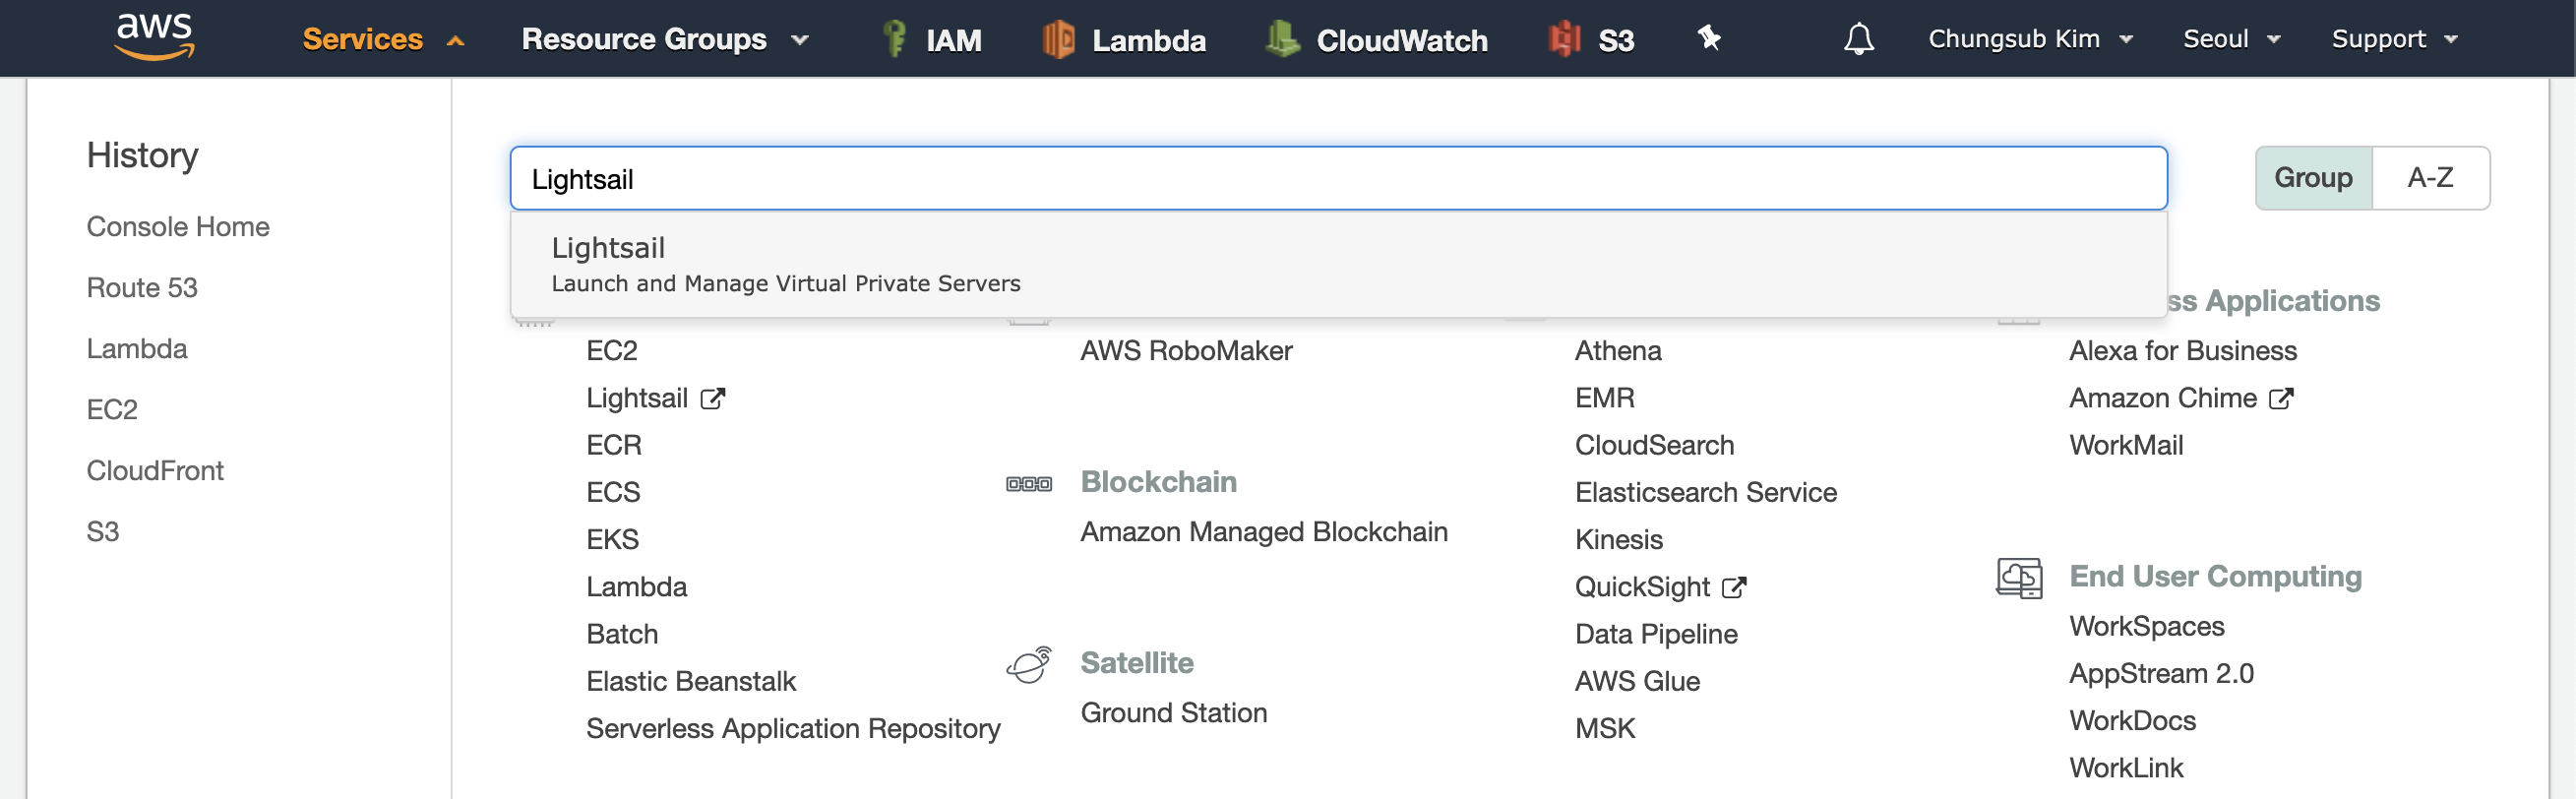 aws Services Resource Groups IAM Lambda CloudWatch S3 Chungsub Kim Seoul Support
History
Console Home
Route 53
Lambda
EC2
CloudFront
S3
Lightsail
Group A-Z
Lightsail
Launch and Manage Virtual Private Servers
EC2
Lightsail
ECR
ECS
EKS
Lambda
Batch
Elastic Beanstalk
Serverless Application Repository
AWS RoboMaker
Blockchain
Amazon Managed Blockchain
Satellite
Ground Station
Athena
EMR
CloudSearch
Elasticsearch Service
Kinesis
QuickSight
Data Pipeline
AWS Glue
MSK
ss Applications
Alexa for Business
Amazon Chime
WorkMail
End User Computing
WorkSpaces
AppStream 2.0
WorkDocs
WorkLink